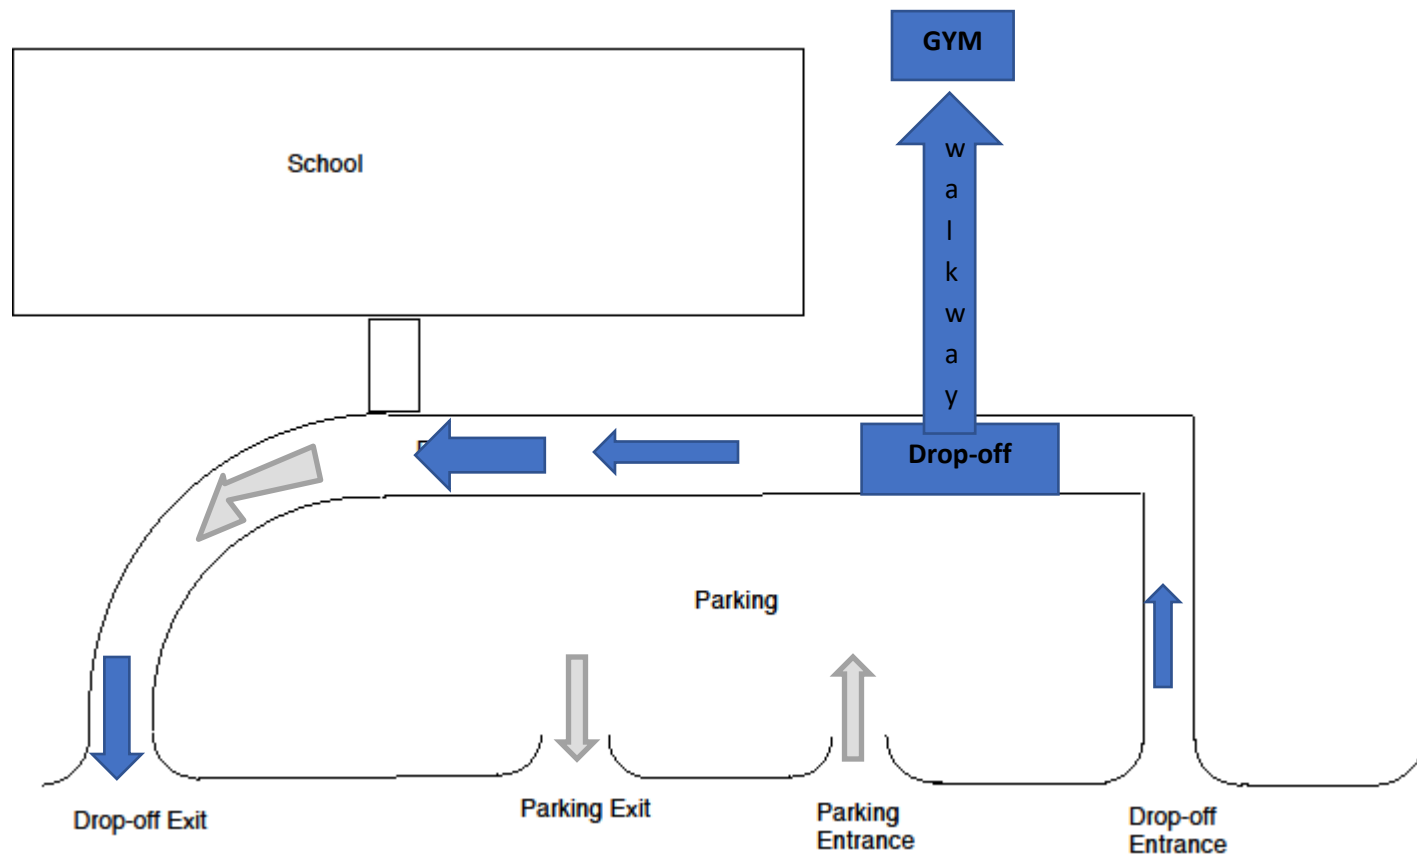 GYM
School
w
a
l
k
w
a
y
Drop-off
Parking
Drop-off Exit
Parking Exit
Parking
Entrance
Drop-off
Entrance